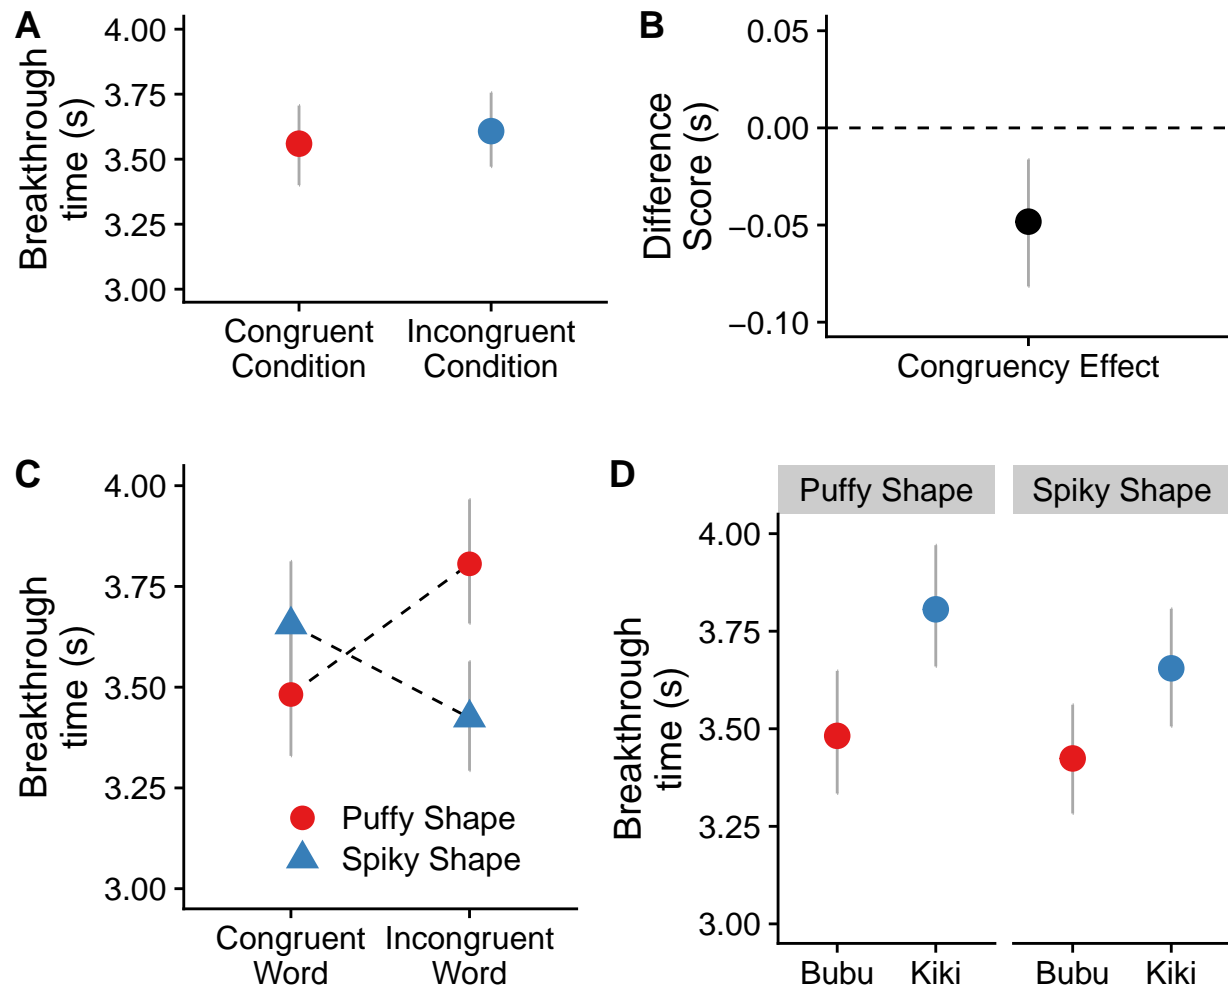 A
Breakthrough
time (s)
4.00
3.75
3.50
3.25
3.00
Congruent
Condition
Incongruent
Condition
B
Difference
Score (s)
0.05
0.00
−0.05
−0.10
Congruency Effect
C
Breakthrough
time (s)
4.00
3.75
3.50
3.25
3.00
Puffy Shape
Spiky Shape
Congruent
Word
Incongruent
Word
D
Puffy Shape
Spiky Shape
Breakthrough
time (s)
4.00
3.75
3.50
3.25
3.00
Bubu
Kiki
Bubu
Kiki